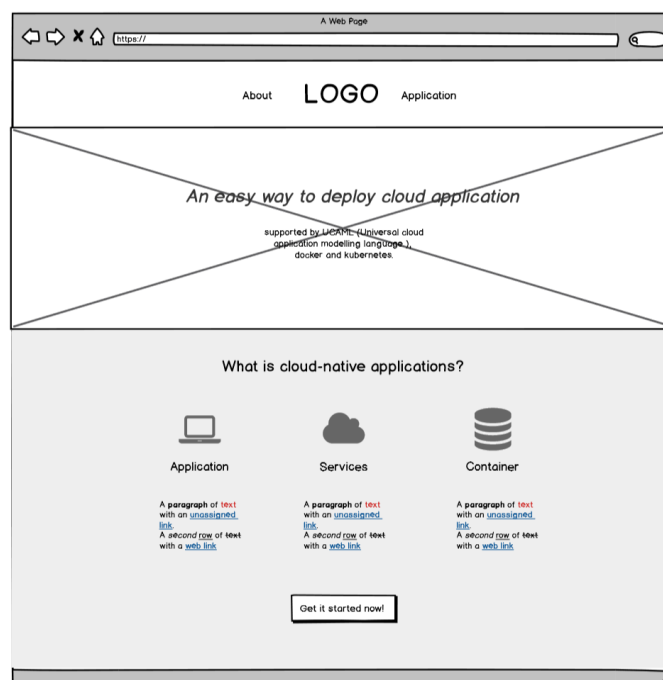 A Web Page
https://
About LOGO Application
An easy way to deploy cloud application
supported by UCAML (Universal cloud
application modelling language ),
docker and kubernetes.
What is cloud-native applications?
Application Services Container
A paragraph of text
with an unassigned
link.
A second row of text
with a web link
A paragraph of text
with an unassigned
link.
A second row of text
with a web link
A paragraph of text
with an unassigned
link.
A second row of text
with a web link
Get it started now!